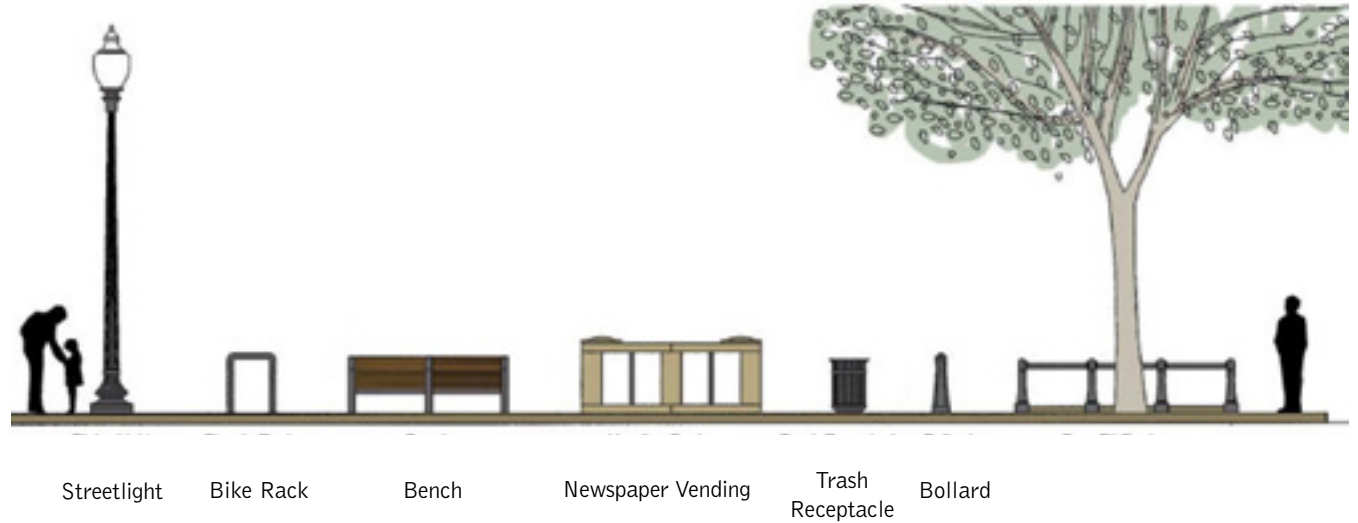 Streetlight
Bike Rack
Bench
Newspaper Vending
Trash
Receptacle
Bollard